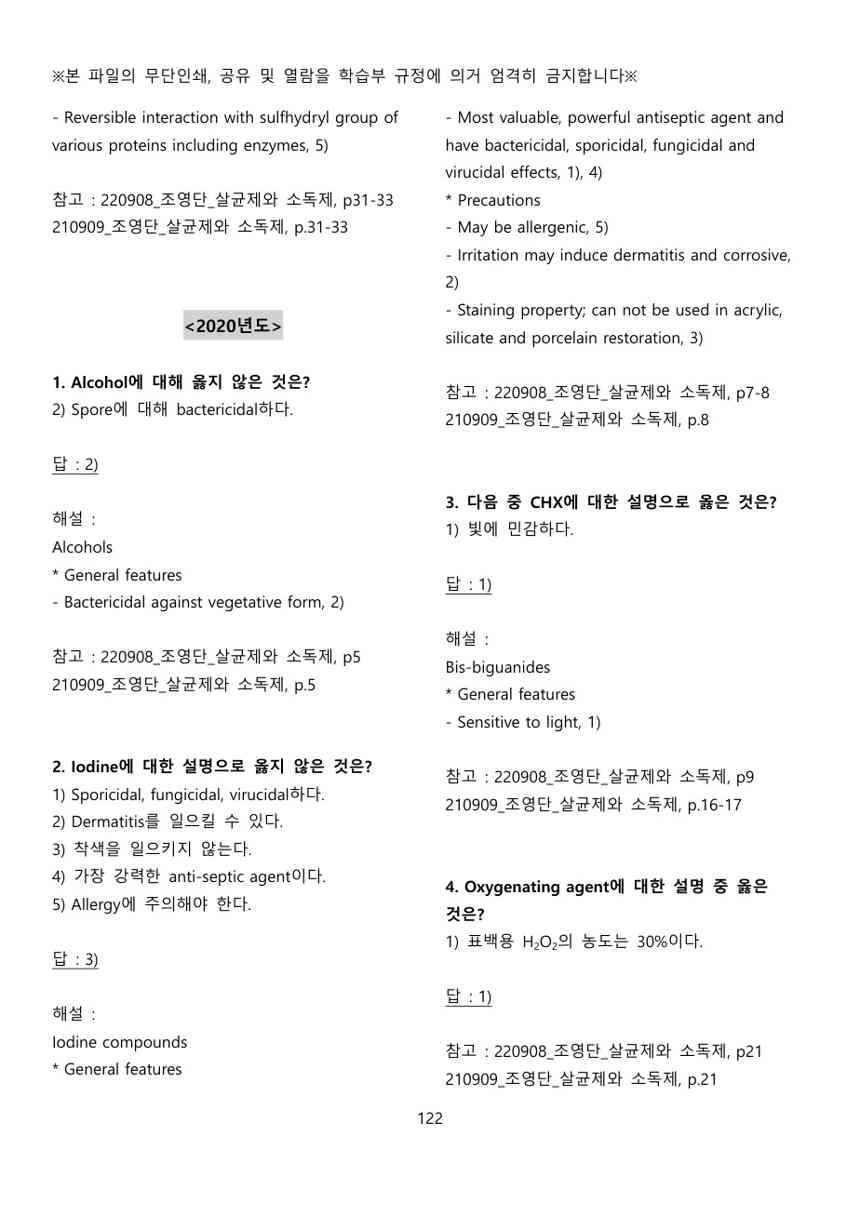 ※본 파일의 무단인쇄, 공유 및 열람을 학습부 규정에 의거 엄격히 금지합니다※
- Reversible interaction with sulfhydryl group of
various proteins including enzymes, 5)
참고 : 220908_조영단_살균제와 소독제, p31-33
210909_조영단_살균제와 소독제, p.31-33
<2020년도>
1. Alcohol에 대해 옳지 않은 것은?
2) Spore에 대해 bactericidal하다.
답 : 2)
해설 :
Alcohols
* General features
- Bactericidal against vegetative form, 2)
참고 : 220908_조영단_살균제와 소독제, p5
210909_조영단_살균제와 소독제, p.5
2. Iodine에 대한 설명으로 옳지 않은 것은?
1) Sporicidal, fungicidal, virucidal하다.
2) Dermatitis를 일으킬 수 있다.
3) 착색을 일으키지 않는다.
4) 가장 강력한 anti-septic agent이다.
5) Allergy에 주의해야 한다.
답 : 3)
해설 :
Iodine compounds
* General features
- Most valuable, powerful antiseptic agent and
have bactericidal, sporicidal, fungicidal and
virucidal effects, 1), 4)
* Precautions
- May be allergenic, 5)
- Irritation may induce dermatitis and corrosive,
2)
- Staining property; can not be used in acrylic,
silicate and porcelain restoration, 3)
참고 : 220908_조영단_살균제와 소독제, p7-8
210909_조영단_살균제와 소독제, p.8
3. 다음 중 CHX에 대한 설명으로 옳은 것은?
1) 빛에 민감하다.
답 : 1)
해설 :
Bis-biguanides
* General features
- Sensitive to light, 1)
참고 : 220908_조영단_살균제와 소독제, p9
210909_조영단_살균제와 소독제, p.16-17
4. Oxygenating agent에 대한 설명 중 옳은
것은?
1) 표백용 H₂O₂의 농도는 30%이다.
답 : 1)
참고 : 220908_조영단_살균제와 소독제, p21
210909_조영단_살균제와 소독제, p.21
122